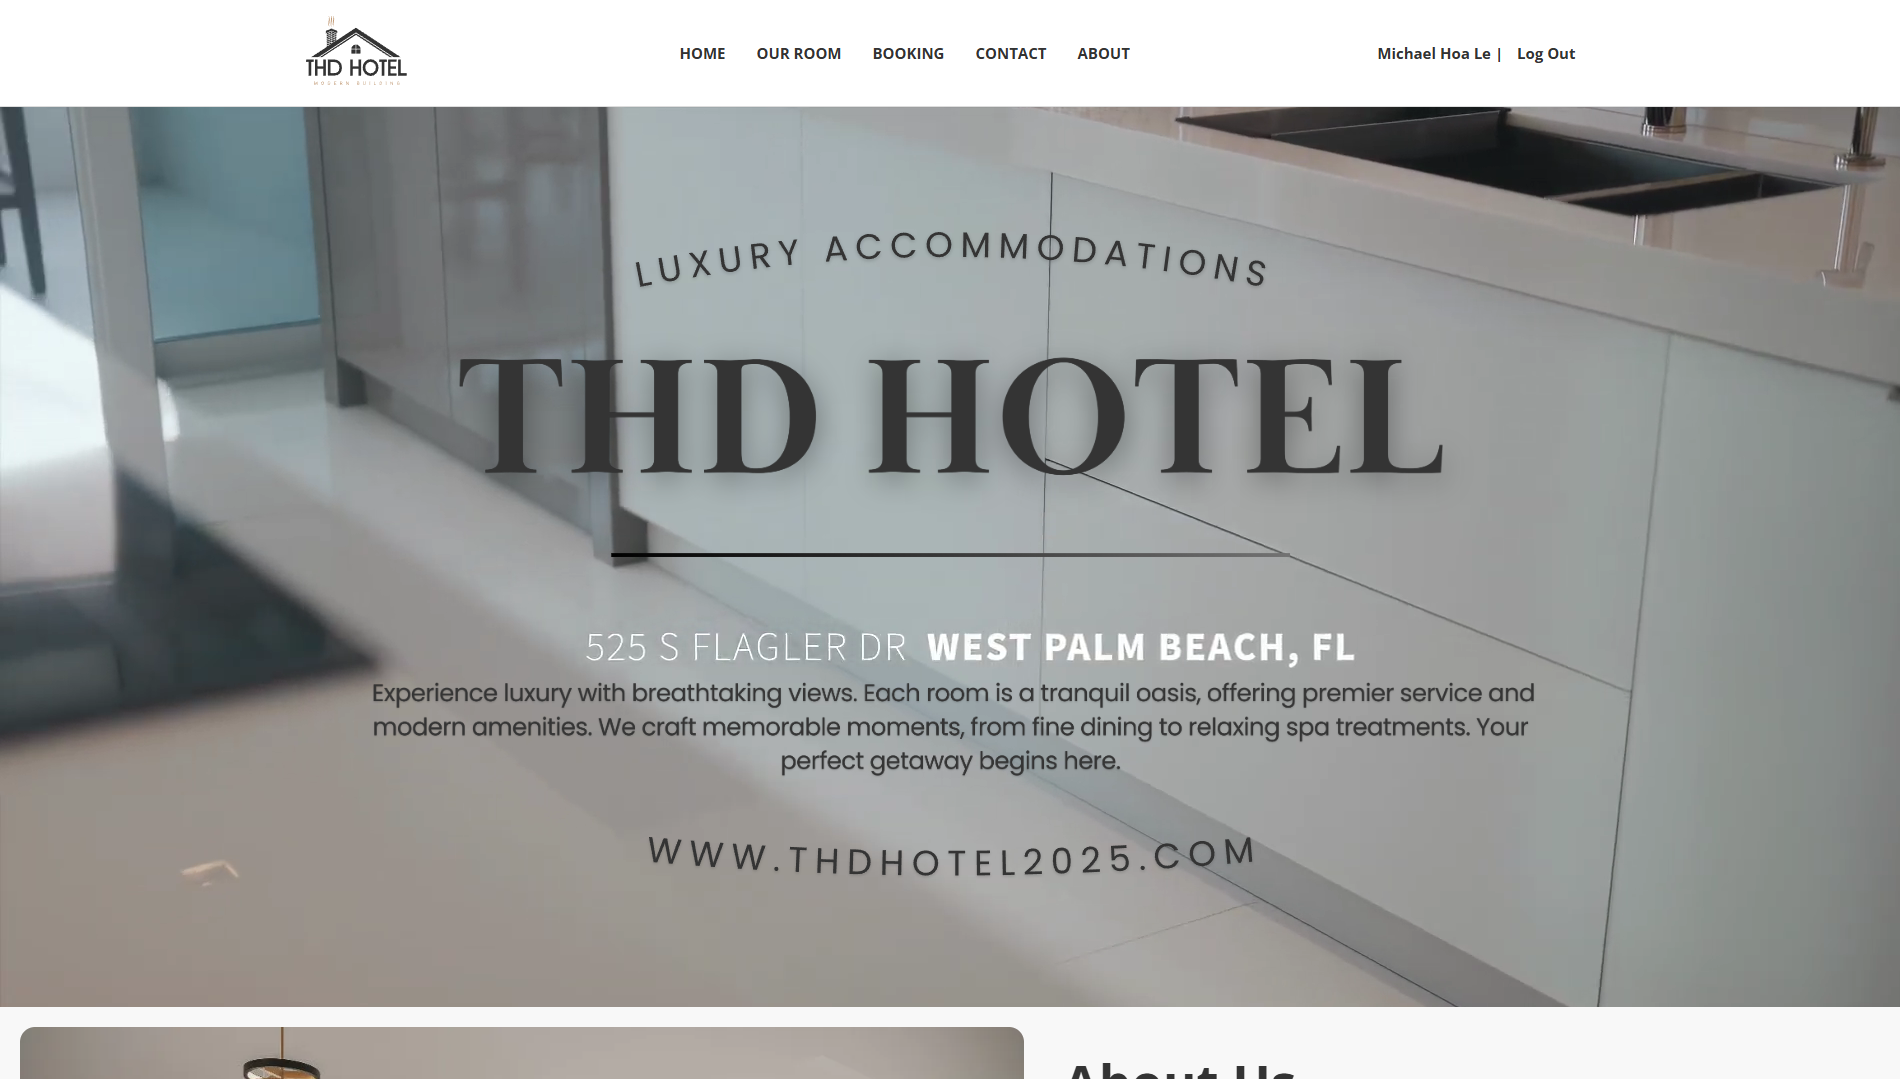 THD HOTEL
MODERN BUILDING
HOME OUR ROOM BOOKING CONTACT ABOUT
Michael Hoa Le | Log Out
LUXURY ACCOMMODATIONS
THD HOTEL
525 S FLAGLER DR WEST PALM BEACH, FL
Experience luxury with breathtaking views. Each room is a tranquil oasis, offering premier service and
modern amenities. We craft memorable moments, from fine dining to relaxing spa treatments. Your
perfect getaway begins here.
WWW.THDHOTEL2025.COM
About Us